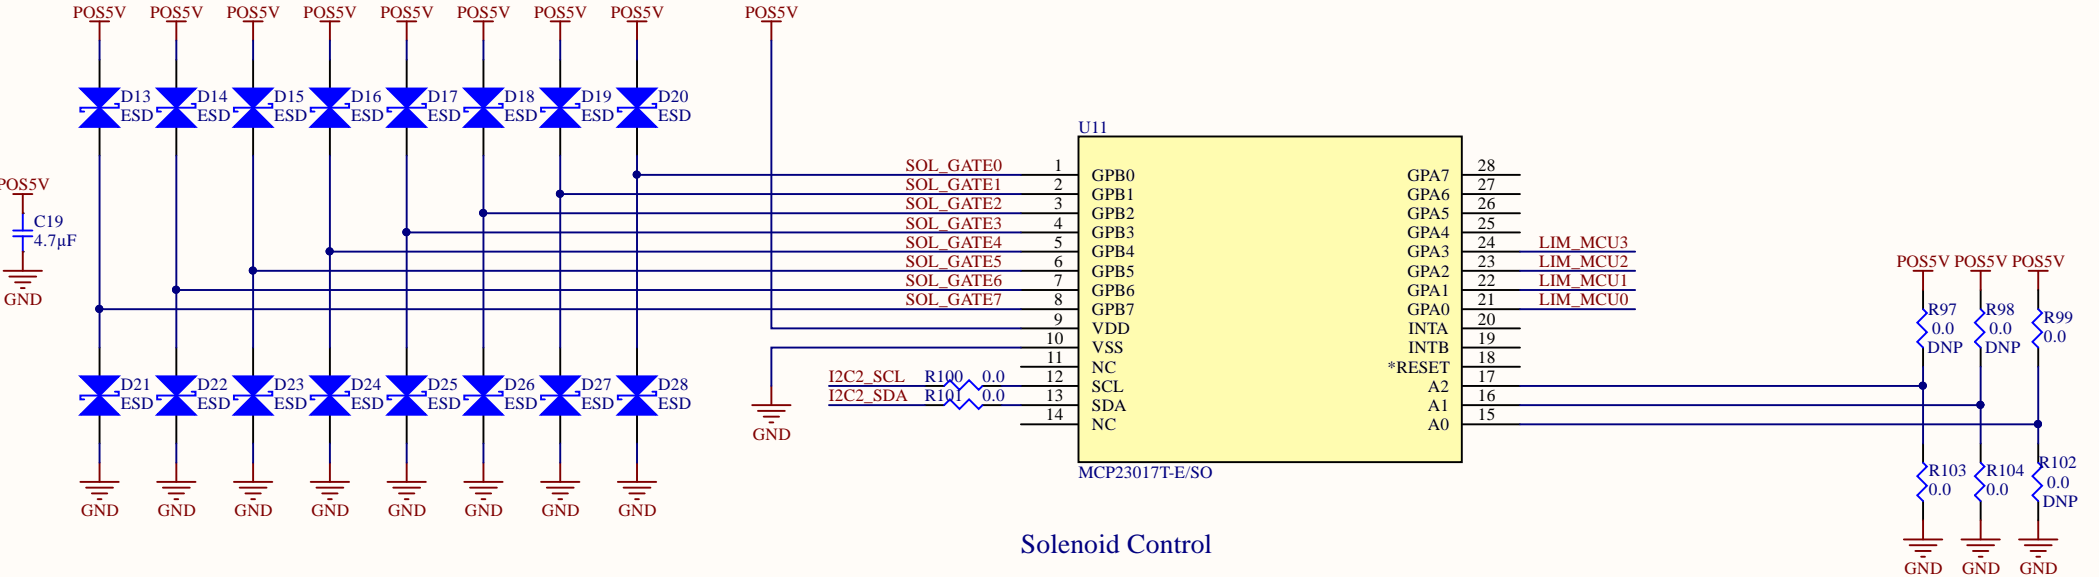 POS5V POS5V POS5V POS5V POS5V POS5V POS5V POS5V POS5V
D13 D14 D15 D16 D17 D18 D19 D20
ESD ESD ESD ESD ESD ESD ESD ESD
U11
SOL_GATE0 1 GPB0 GPA7 28
SOL_GATE1 2 GPB1 GPA6 27
SOL_GATE2 3 GPB2 GPA5 26
SOL_GATE3 4 GPB3 GPA4 25
SOL_GATE4 5 GPB4 GPA3 24 LIM_MCU3
SOL_GATE5 6 GPB5 GPA2 23 LIM_MCU2
SOL_GATE6 7 GPB6 GPA1 22 LIM_MCU1
SOL_GATE7 8 GPB7 GPA0 21 LIM_MCU0
9 VDD INTA 20
10 VSS INTB 19
11 NC *RESET 18
I2C2_SCL R100 0.0 12 SCL A2 17
I2C2_SDA R101 0.0 13 SDA A1 16
14 NC A0 15
MCP23017T-E/SO
POS5V
C19
4.7µF
GND
D21 D22 D23 D24 D25 D26 D27 D28
ESD ESD ESD ESD ESD ESD ESD ESD
GND GND GND GND GND GND GND GND
GND
POS5V POS5V POS5V
R97 R98 R99
0.0 0.0 0.0
DNP DNP
R103 R104 R102
0.0 0.0 0.0
DNP
GND GND GND
Solenoid Control